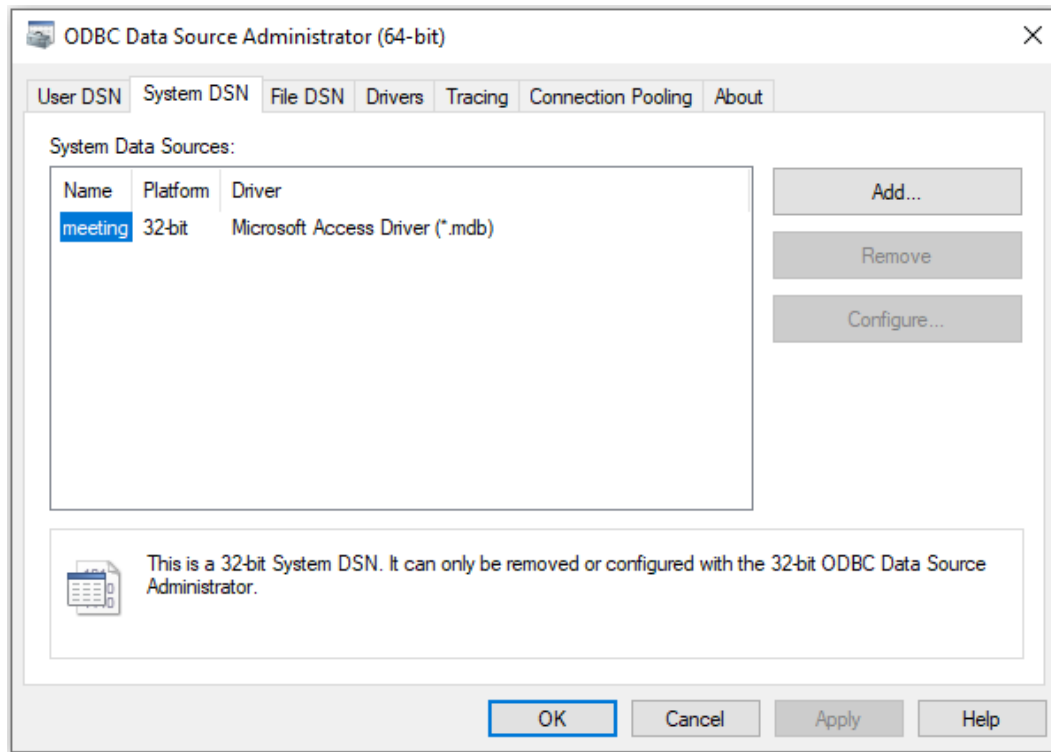 ODBC Data Source Administrator (64-bit)
User DSN System DSN File DSN Drivers Tracing Connection Pooling About
System Data Sources:
Name Platform Driver
meeting 32-bit Microsoft Access Driver (*.mdb)
Add...
Remove
Configure...
This is a 32-bit System DSN. It can only be removed or configured with the 32-bit ODBC Data Source
Administrator.
OK Cancel Apply Help